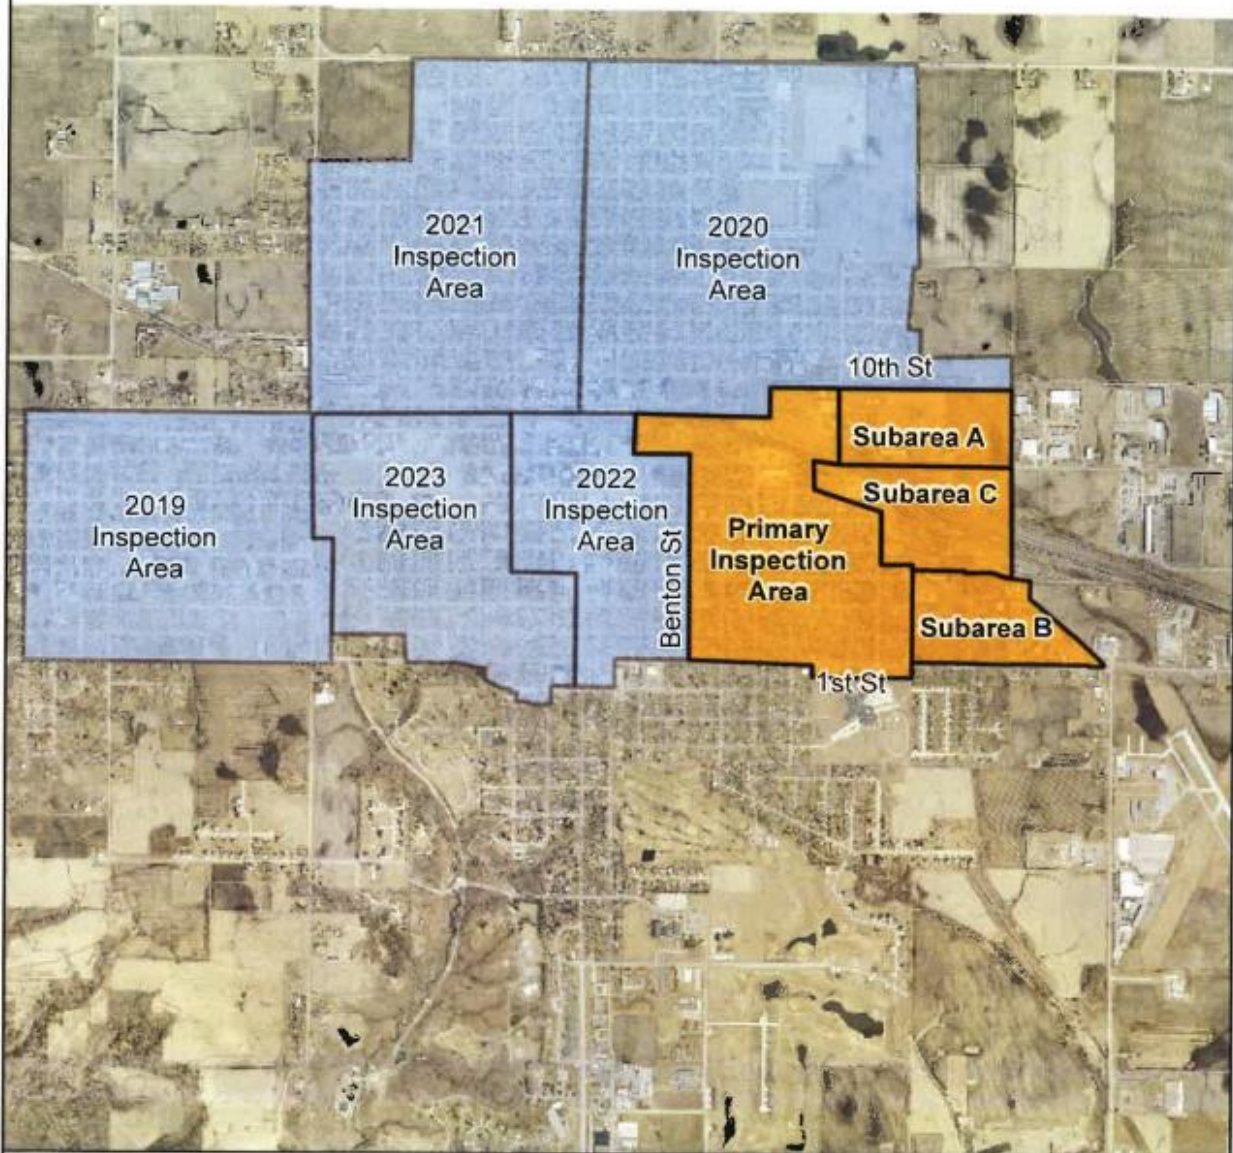 2021
Inspection
Area
2020
Inspection
Area
10th St
Subarea A
2019
Inspection
Area
2023
Inspection
Area
2022
Inspection
Area
Benton St
Primary
Inspection
Area
Subarea C
Subarea B
1st St